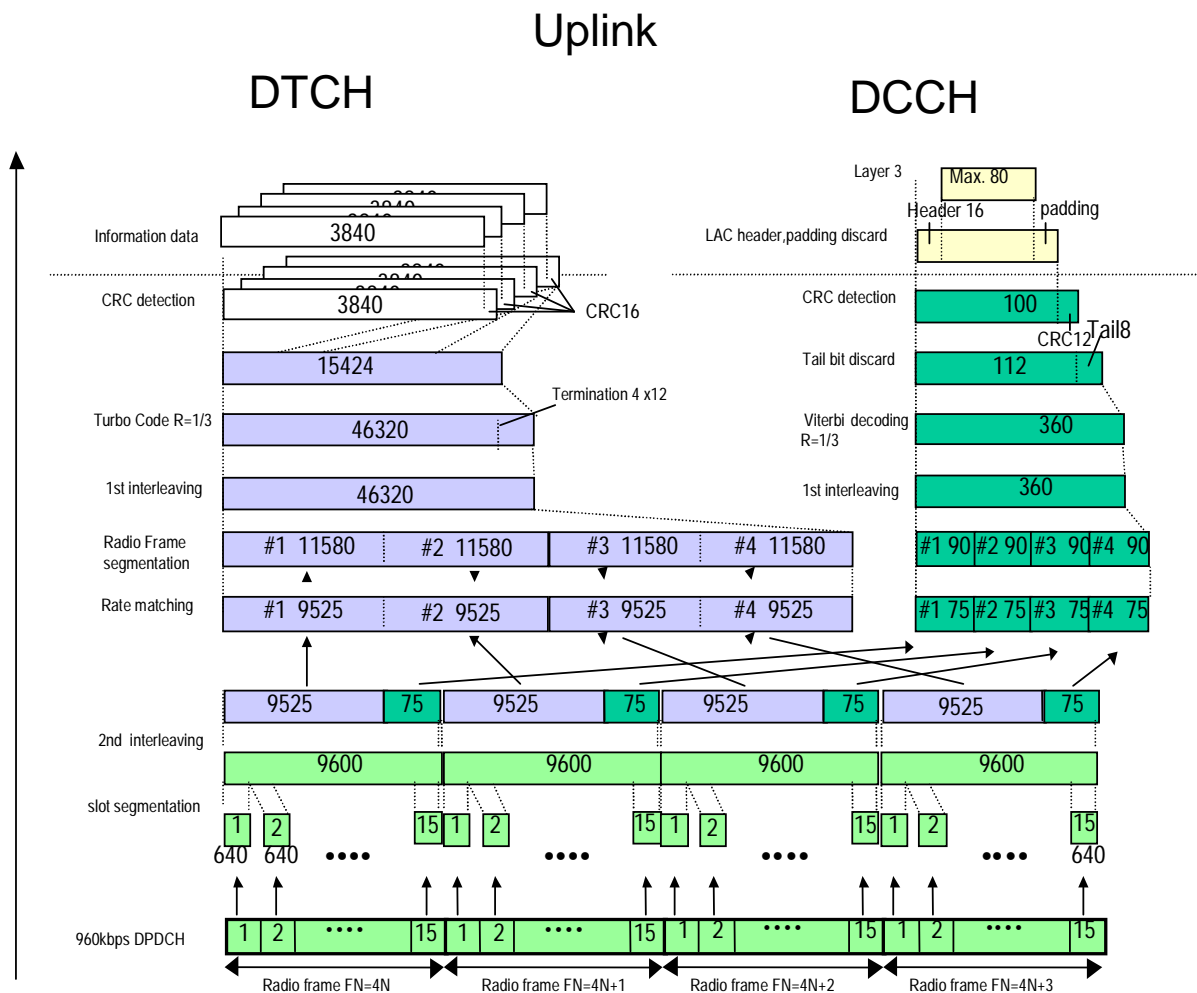 Uplink
DTCH
DCCH
Layer 3
Max. 80
Header 16
padding
Information data
3840
3840
LAC header,padding discard
CRC detection
3840
3840
CRC16
CRC detection
100
CRC12
Tail8
15424
Tail bit discard
112
Termination 4 x12
Turbo Code R=1/3
46320
Viterbi decoding
R=1/3
360
1st interleaving
46320
1st interleaving
360
Radio Frame
segmentation
#1 11580
#2 11580
#3 11580
#4 11580
#1 90
#2 90
#3 90
#4 90
Rate matching
#1 9525
#2 9525
#3 9525
#4 9525
#1 75
#2 75
#3 75
#4 75
9525
75
9525
75
9525
75
9525
75
2nd interleaving
9600
9600
9600
9600
slot segmentation
1
2
15
1
2
15
1
2
15
1
2
15
640
640
••••
••••
••••
••••
640
960kbps DPDCH
1
2
••••
15
1
2
••••
15
1
2
••••
15
1
2
••••
15
Radio frame FN=4N
Radio frame FN=4N+1
Radio frame FN=4N+2
Radio frame FN=4N+3